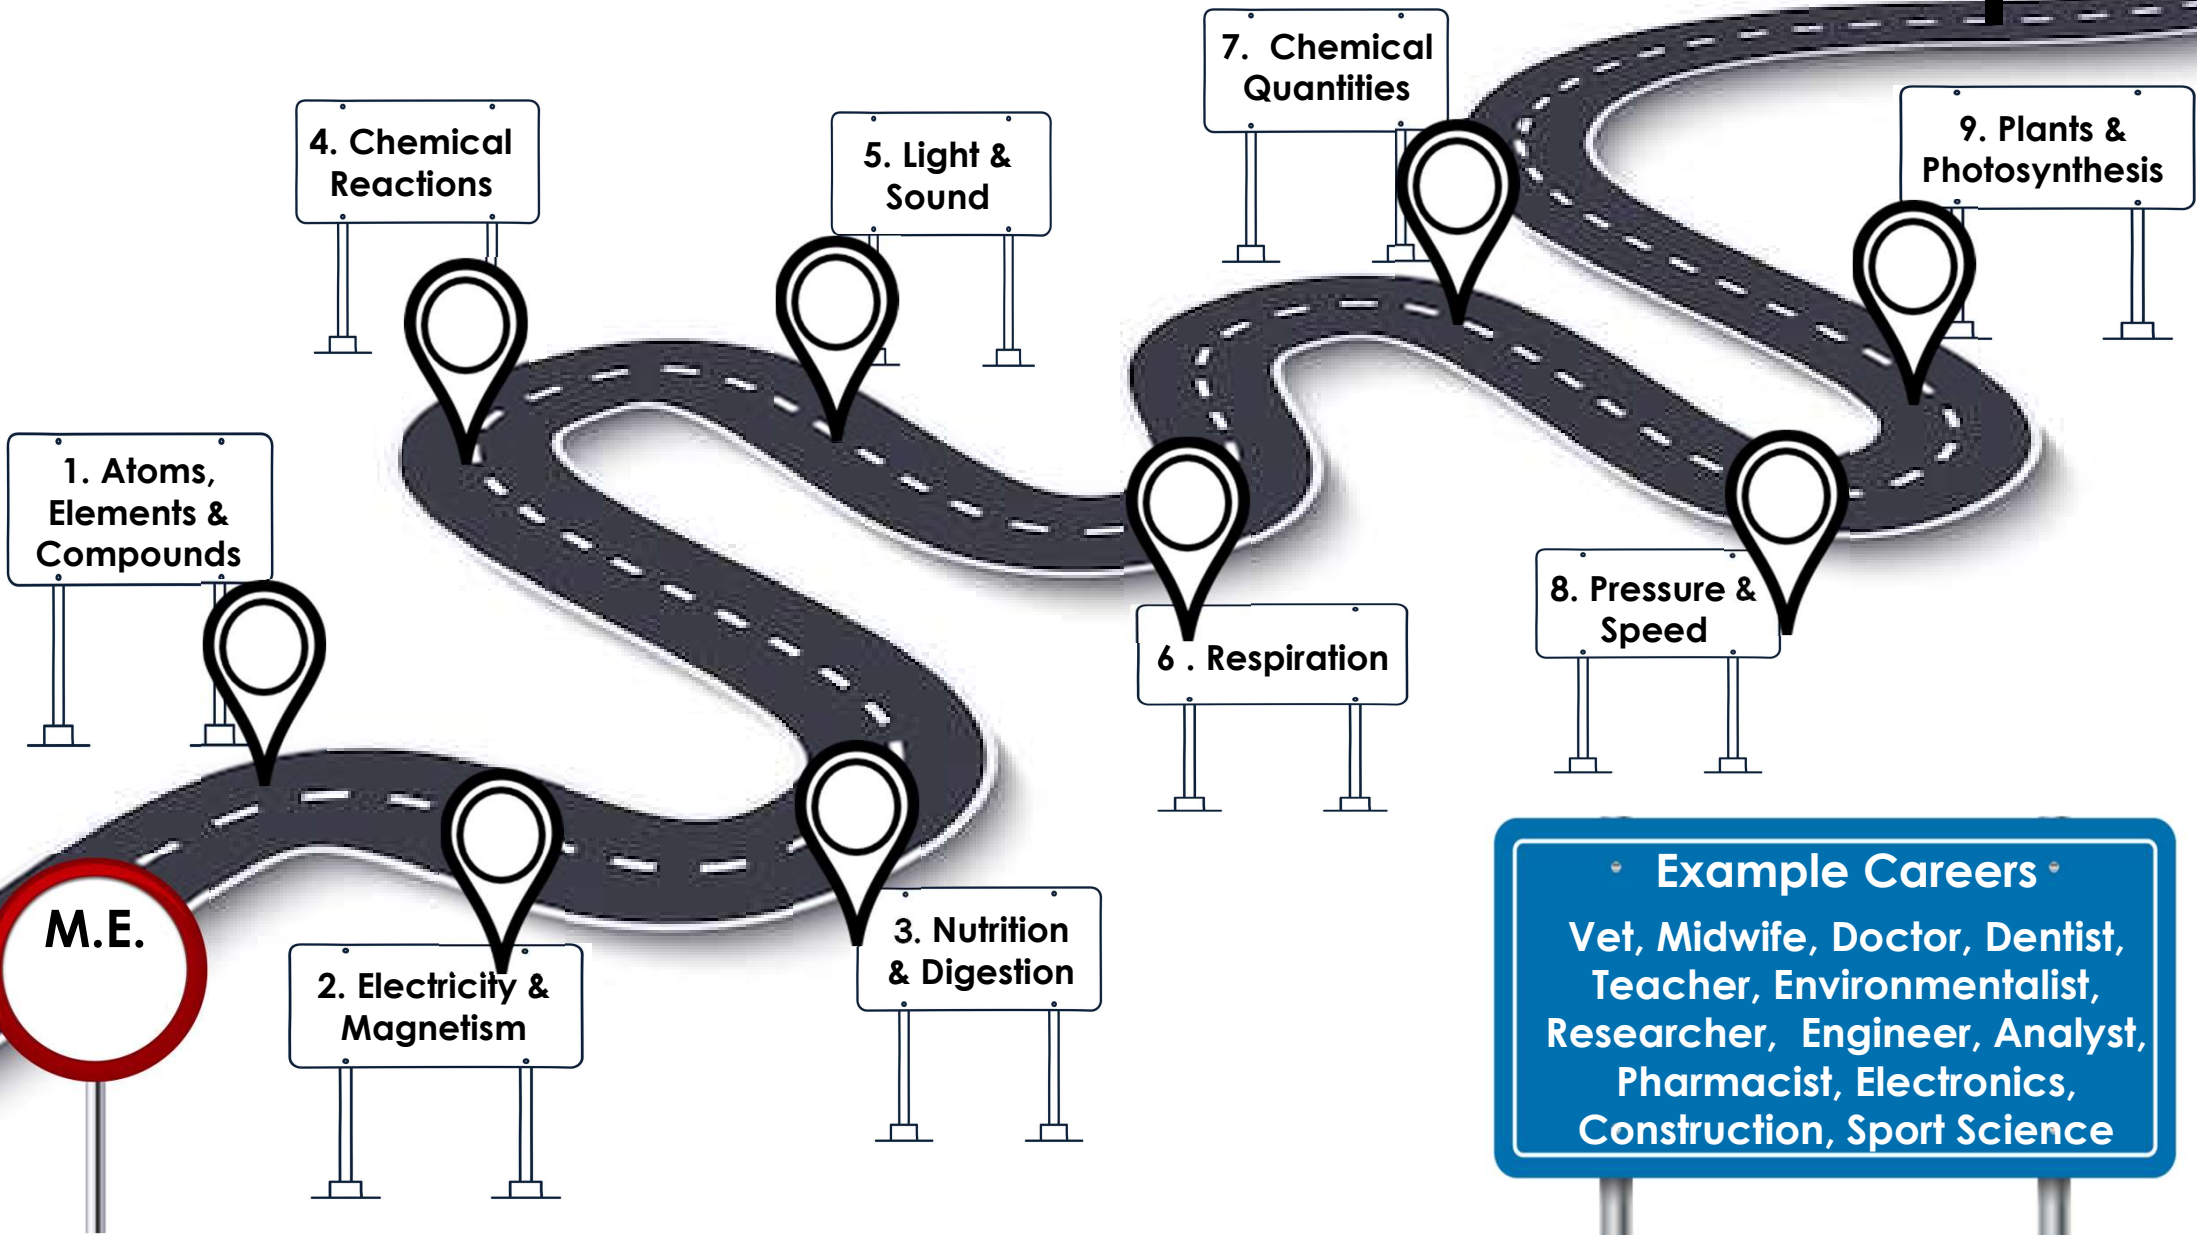 1. Atoms,
Elements &
Compounds
2. Electricity &
Magnetism
3. Nutrition
& Digestion
4. Chemical
Reactions
5. Light &
Sound
6 . Respiration
7.  Chemical
Quantities
8. Pressure &
Speed
9. Plants &
Photosynthesis
M.E.
Example Careers
Vet, Midwife, Doctor, Dentist,
Teacher, Environmentalist,
Researcher,  Engineer, Analyst,
Pharmacist, Electronics,
Construction, Sport Science